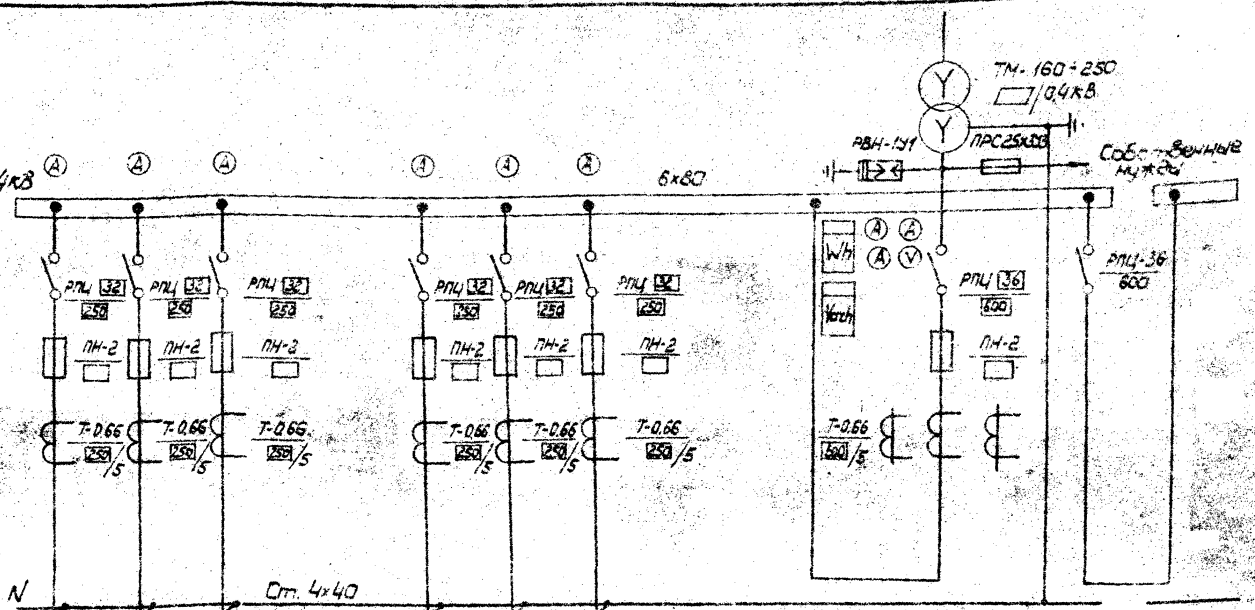 ТМ-160÷250
/0,4кВ
РВН-1У1
ПРС25х3
Собственные
нужды
4кВ
А
А
А
А
А
А
6х80
Wh
Varh
А А
А V
РПЦ 32
250
РПЦ 32
250
РПЦ 32
250
РПЦ 32
250
РПЦ 32
250
РПЦ 32
250
РПЦ 36
600
РПЦ-36
600
ПН-2
ПН-2
ПН-2
ПН-2
ПН-2
ПН-2
ПН-2
Т-0,66
250/5
Т-0,66
250/5
Т-0,66
250/5
Т-0,66
250/5
Т-0,66
250/5
Т-0,66
250/5
Т-0,66
600/5
N
Ст. 4х40